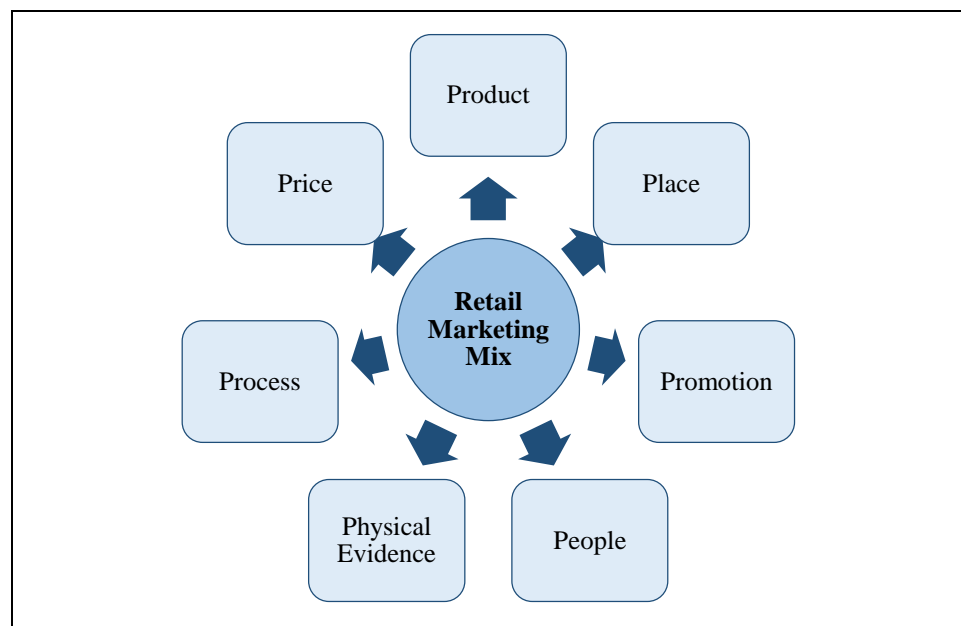 Product
Price
Place
Retail
Marketing
Mix
Process
Promotion
Physical
Evidence
People